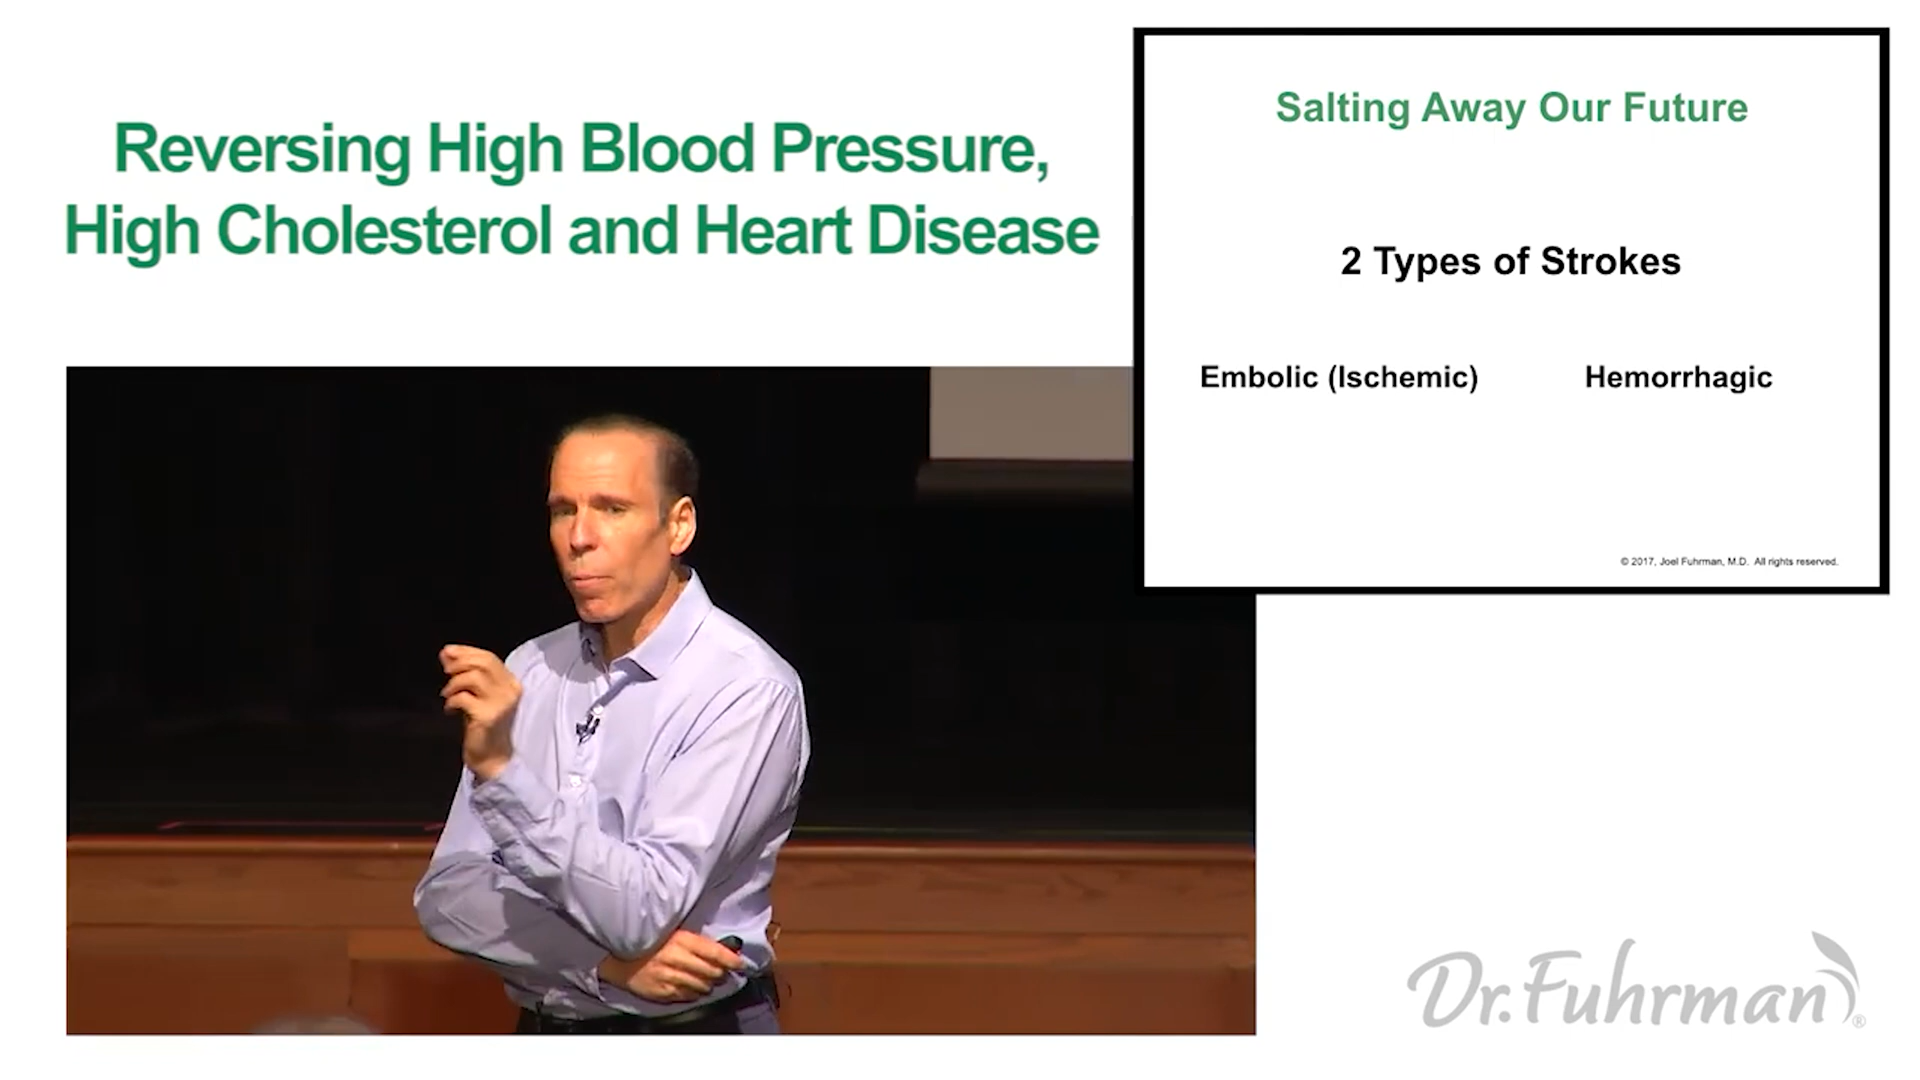 Reversing High Blood Pressure,
High Cholesterol and Heart Disease
Salting Away Our Future
2 Types of Strokes
Embolic (Ischemic) Hemorrhagic
© 2017, Joel Fuhrman, M.D. All rights reserved.
Dr. Fuhrman®